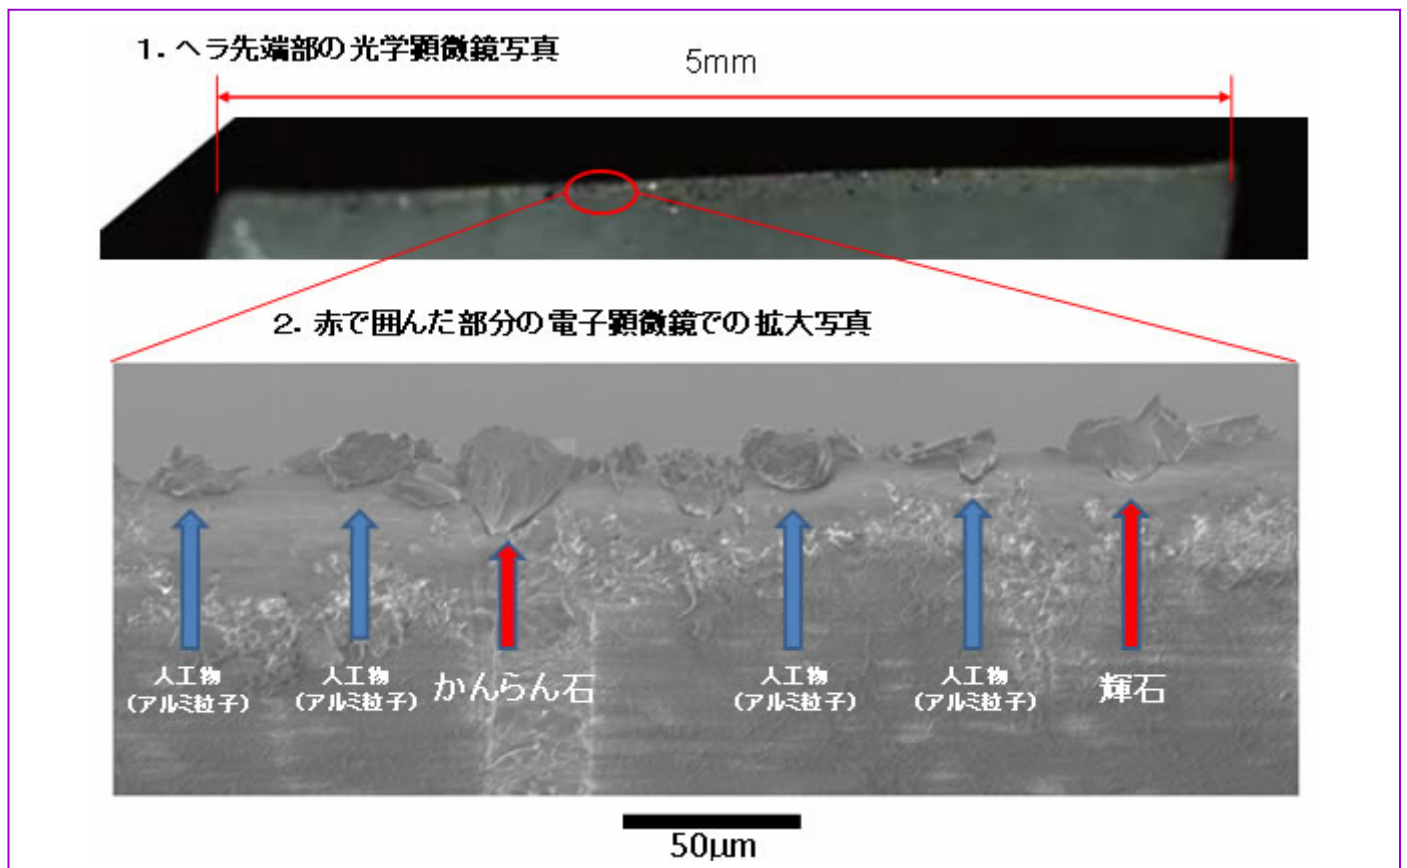 1. ヘラ先端部の光学顕微鏡写真
5mm
2. 赤で囲んだ部分の電子顕微鏡での拡大写真
人工物
(アルミ粒子)
人工物
(アルミ粒子)
かんらん石
人工物
(アルミ粒子)
人工物
(アルミ粒子)
輝石
50μm